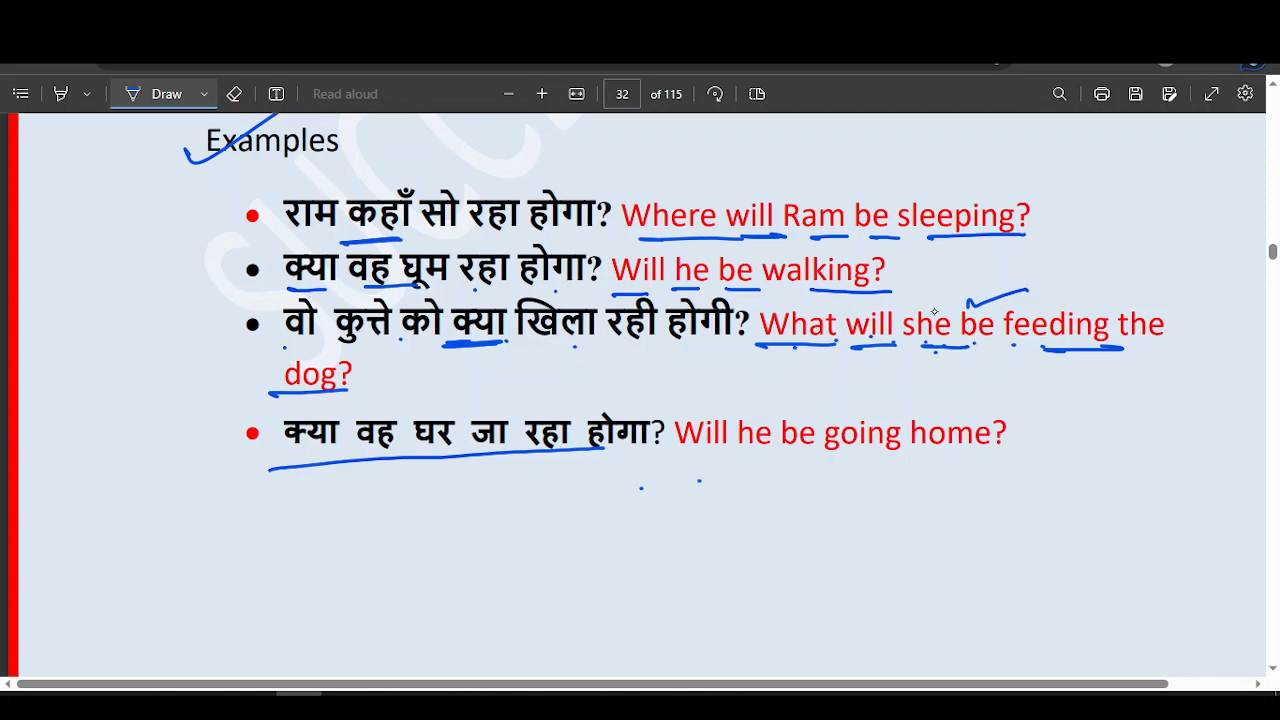 Draw
Read aloud
32 of 115
Examples
• राम कहाँ सो रहा होगा? Where will Ram be sleeping?
• क्या वह घूम रहा होगा? Will he be walking?
• वो कुत्ते को क्या खिला रही होगी? What will she be feeding the
dog?
• क्या वह घर जा रहा होगा? Will he be going home?